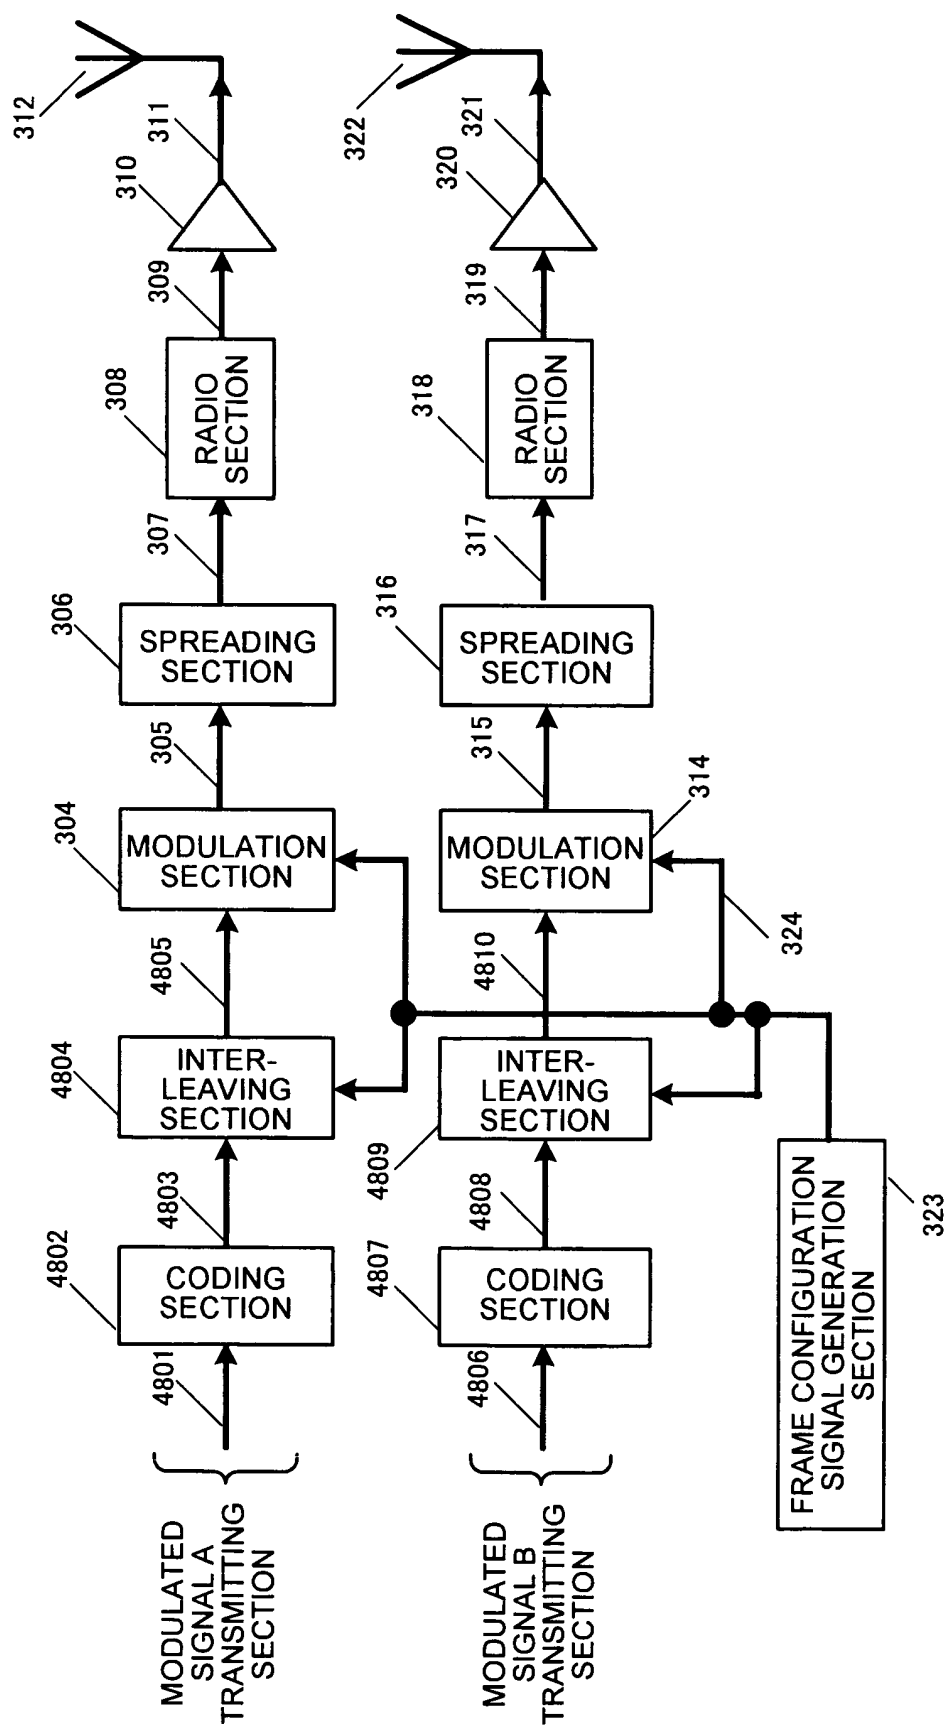 MODULATED
SIGNAL A
TRANSMITTING
SECTION
4801
4802
CODING
SECTION
4803
4804
INTER-
LEAVING
SECTION
4805
304
MODULATION
SECTION
305
306
SPREADING
SECTION
307
308
RADIO
SECTION
309
310
311
312
MODULATED
SIGNAL B
TRANSMITTING
SECTION
4806
4807
CODING
SECTION
4808
4809
INTER-
LEAVING
SECTION
4810
314
MODULATION
SECTION
315
316
SPREADING
SECTION
317
318
RADIO
SECTION
319
320
321
322
FRAME CONFIGURATION
SIGNAL GENERATION
SECTION
323
324